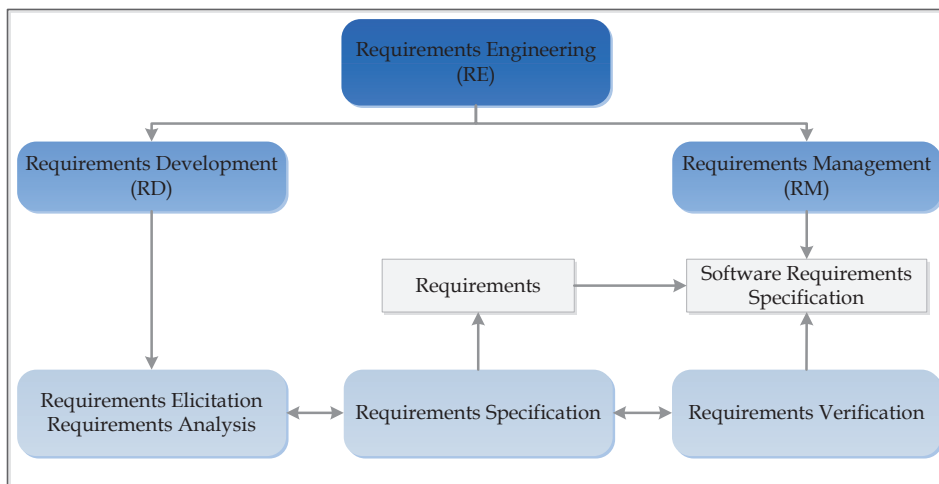 Requirements Engineering
(RE)
Requirements Development
(RD)
Requirements Management
(RM)
Requirements
Software Requirements
Specification
Requirements Elicitation
Requirements Analysis
Requirements Specification
Requirements Verification